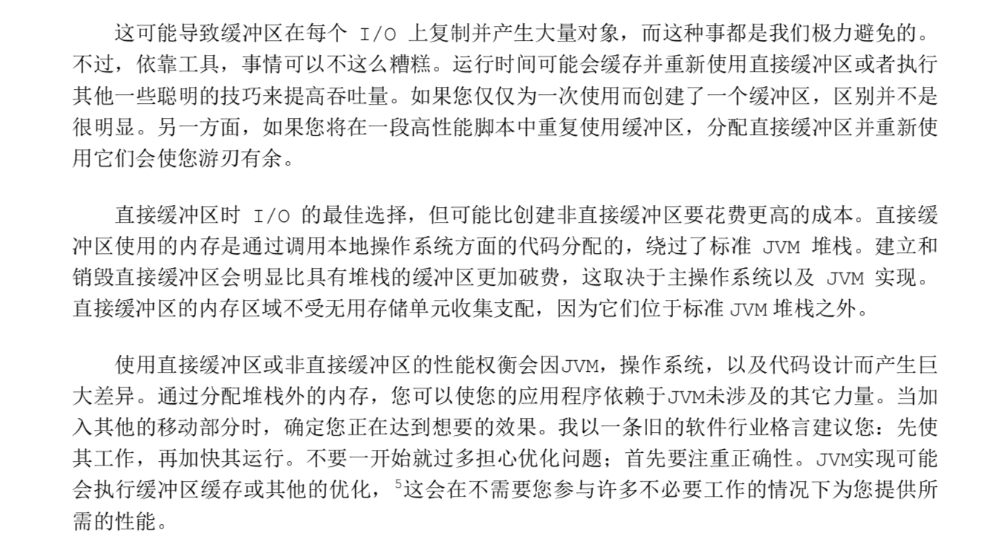 这可能导致缓冲区在每个 I/O 上复制并产生大量对象，而这种事都是我们极力避免的。
不过，依靠工具，事情可以不这么糟糕。运行时间可能会缓存并重新使用直接缓冲区或者执行
其他一些聪明的技巧来提高吞吐量。如果您仅仅为一次使用而创建了一个缓冲区，区别并不是
很明显。另一方面，如果您将在一段高性能脚本中重复使用缓冲区，分配直接缓冲区并重新使
用它们会使您游刃有余。
直接缓冲区时 I/O 的最佳选择，但可能比创建非直接缓冲区要花费更高的成本。直接缓
冲区使用的内存是通过调用本地操作系统方面的代码分配的，绕过了标准 JVM 堆栈。建立和
销毁直接缓冲区会明显比具有堆栈的缓冲区更加破费，这取决于主操作系统以及 JVM 实现。
直接缓冲区的内存区域不受无用存储单元收集支配，因为它们位于标准 JVM 堆栈之外。
使用直接缓冲区或非直接缓冲区的性能权衡会因JVM，操作系统，以及代码设计而产生巨
大差异。通过分配堆栈外的内存，您可以使您的应用程序依赖于JVM未涉及的其它力量。当加
入其他的移动部分时，确定您正在达到想要的效果。我以一条旧的软件行业格言建议您：先使
其工作，再加快其运行。不要一开始就过多担心优化问题；首先要注重正确性。JVM实现可能
会执行缓冲区缓存或其他的优化，⁵这会在不需要您参与许多不必要工作的情况下为您提供所
需的性能。